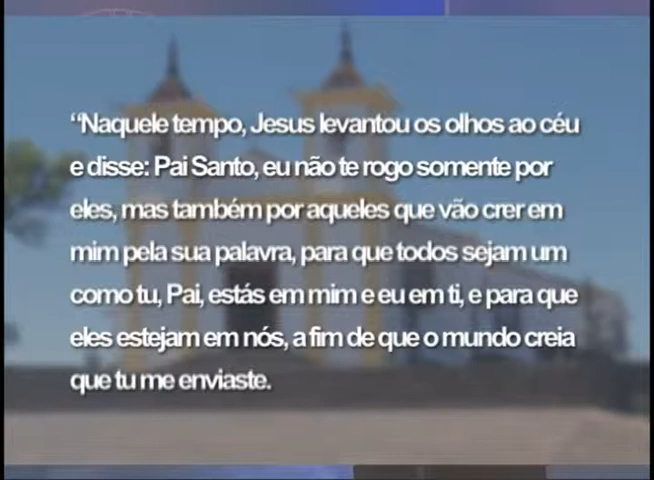 “Naquele tempo, Jesus levantou os olhos ao céu
e disse: Pai Santo, eu não te rogo somente por
eles, mas também por aqueles que vão crer em
mim pela sua palavra, para que todos sejam um
como tu, Pai, estás em mim e eu em ti, e para que
eles estejam em nós, a fim de que o mundo creia
que tu me enviaste.